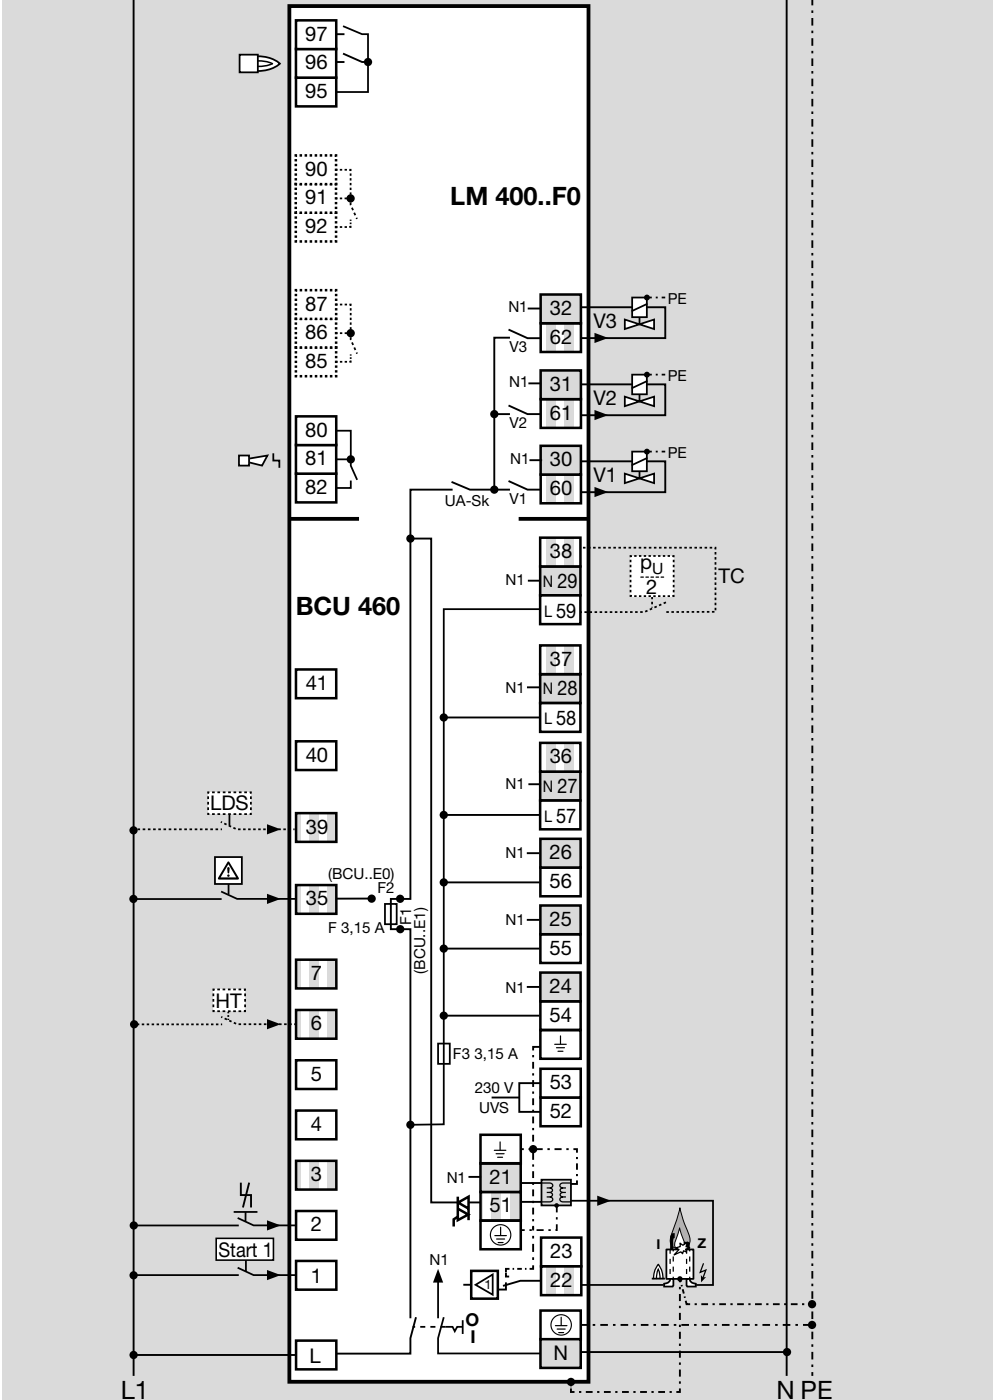 97
96
95
90
91
92
LM 400..F0
87
86
85
N1
32
PE
V3
V3
62
N1
31
PE
V2
V2
61
80
81
82
N1
30
PE
V1
UA-Sk
V1
60
38
BCU 460
N1
N 29
pU
2
TC
L 59
37
N1
N 28
L 58
41
36
N1
N 27
L 57
40
LDS
39
N1
26
56
(BCU..E0)
35
F2
F1
F 3,15 A
(BCU..E1)
N1
25
55
7
N1
24
54
HT
6
F3 3,15 A
5
230 V
UVS
53
52
4
3
N1
21
51
2
Start 1
1
N1
1
23
22
I
Z
O
I
L
N
L1
N PE